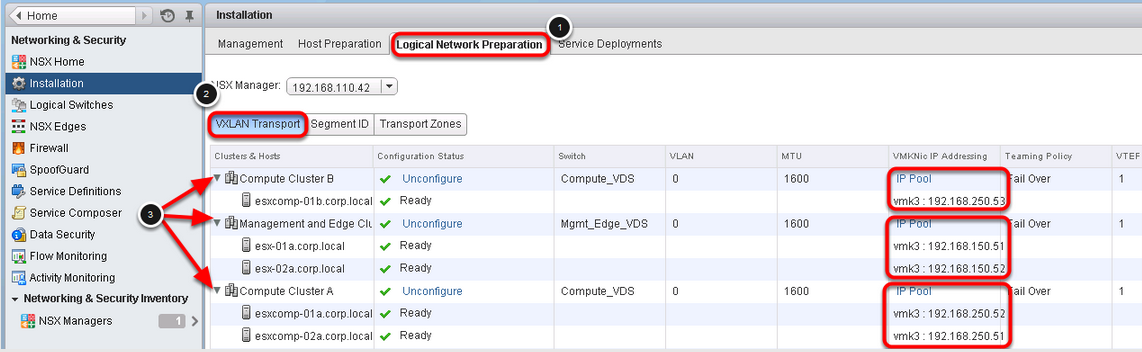 Home
Installation
Networking & Security
NSX Home
Installation
Logical Switches
NSX Edges
Firewall
SpoofGuard
Service Definitions
Service Composer
Data Security
Flow Monitoring
Activity Monitoring
Networking & Security Inventory
NSX Managers 1
1
Management Host Preparation Logical Network Preparation Service Deployments
NSX Manager: 192.168.110.42
2
VXLAN Transport Segment ID Transport Zones
Clusters & Hosts Configuration Status Switch VLAN MTU VMKNic IP Addressing Teaming Policy VTEP
3
Compute Cluster B Unconfigure Compute_VDS 0 1600 IP Pool Fail Over 1
esxcomp-01b.corp.local Ready vmk3 : 192.168.250.53
Management and Edge Clu Unconfigure Mgmt_Edge_VDS 0 1600 IP Pool Fail Over 1
esx-01a.corp.local Ready vmk3 : 192.168.150.51
esx-02a.corp.local Ready vmk3 : 192.168.150.52
Compute Cluster A Unconfigure Compute_VDS 0 1600 IP Pool Fail Over 1
esxcomp-01a.corp.local Ready vmk3 : 192.168.250.52
esxcomp-02a.corp.local Ready vmk3 : 192.168.250.51